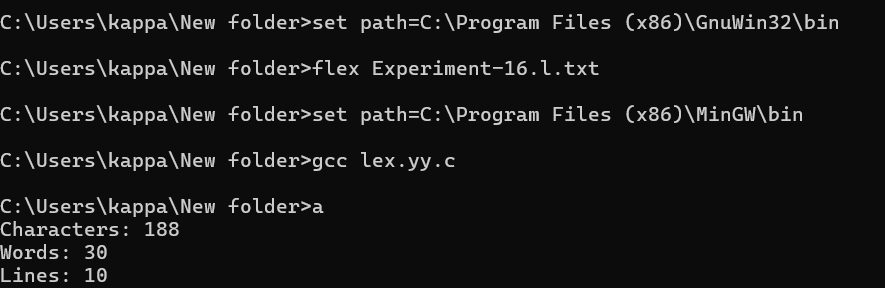 C:\Users\kappa\New folder>set path=C:\Program Files (x86)\GnuWin32\bin
C:\Users\kappa\New folder>flex Experiment-16.l.txt
C:\Users\kappa\New folder>set path=C:\Program Files (x86)\MinGW\bin
C:\Users\kappa\New folder>gcc lex.yy.c
C:\Users\kappa\New folder>a
Characters: 188
Words: 30
Lines: 10